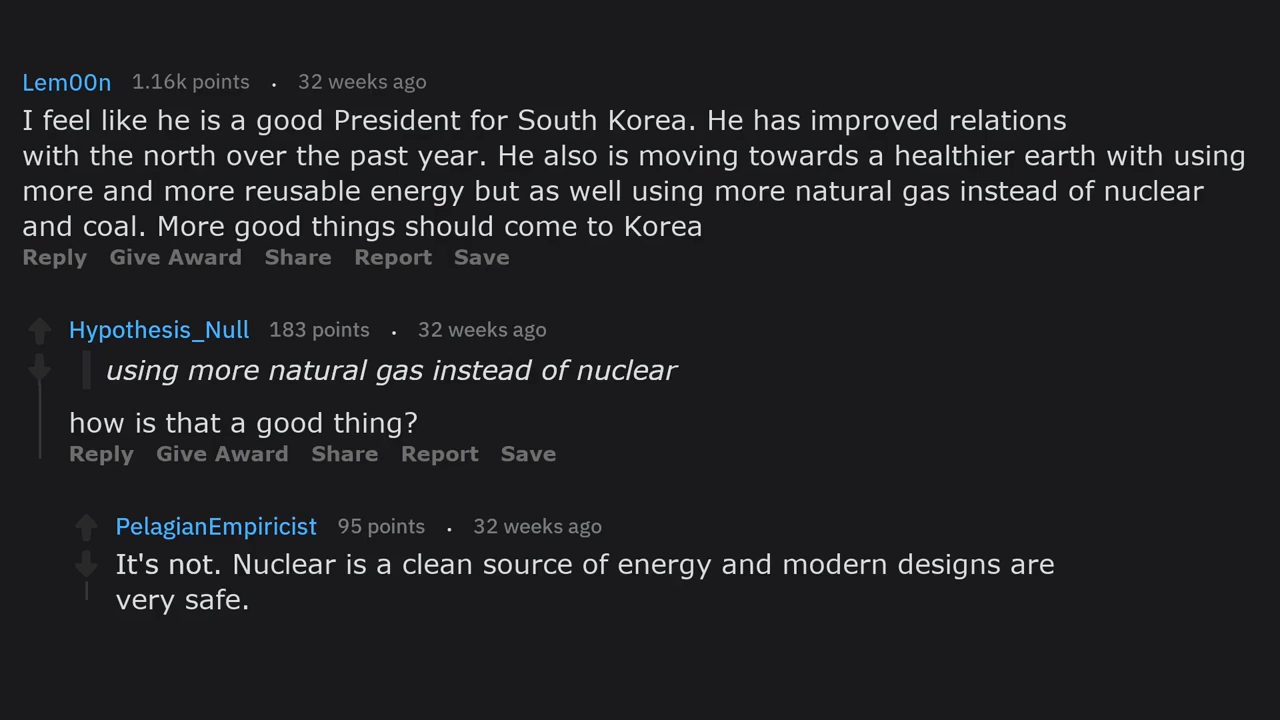 Lem00n 1.16k points . 32 weeks ago
I feel like he is a good President for South Korea. He has improved relations
with the north over the past year. He also is moving towards a healthier earth with using
more and more reusable energy but as well using more natural gas instead of nuclear
and coal. More good things should come to Korea
Reply Give Award Share Report Save
Hypothesis_Null 183 points . 32 weeks ago
using more natural gas instead of nuclear
how is that a good thing?
Reply Give Award Share Report Save
PelagianEmpiricist 95 points . 32 weeks ago
It's not. Nuclear is a clean source of energy and modern designs are
very safe.